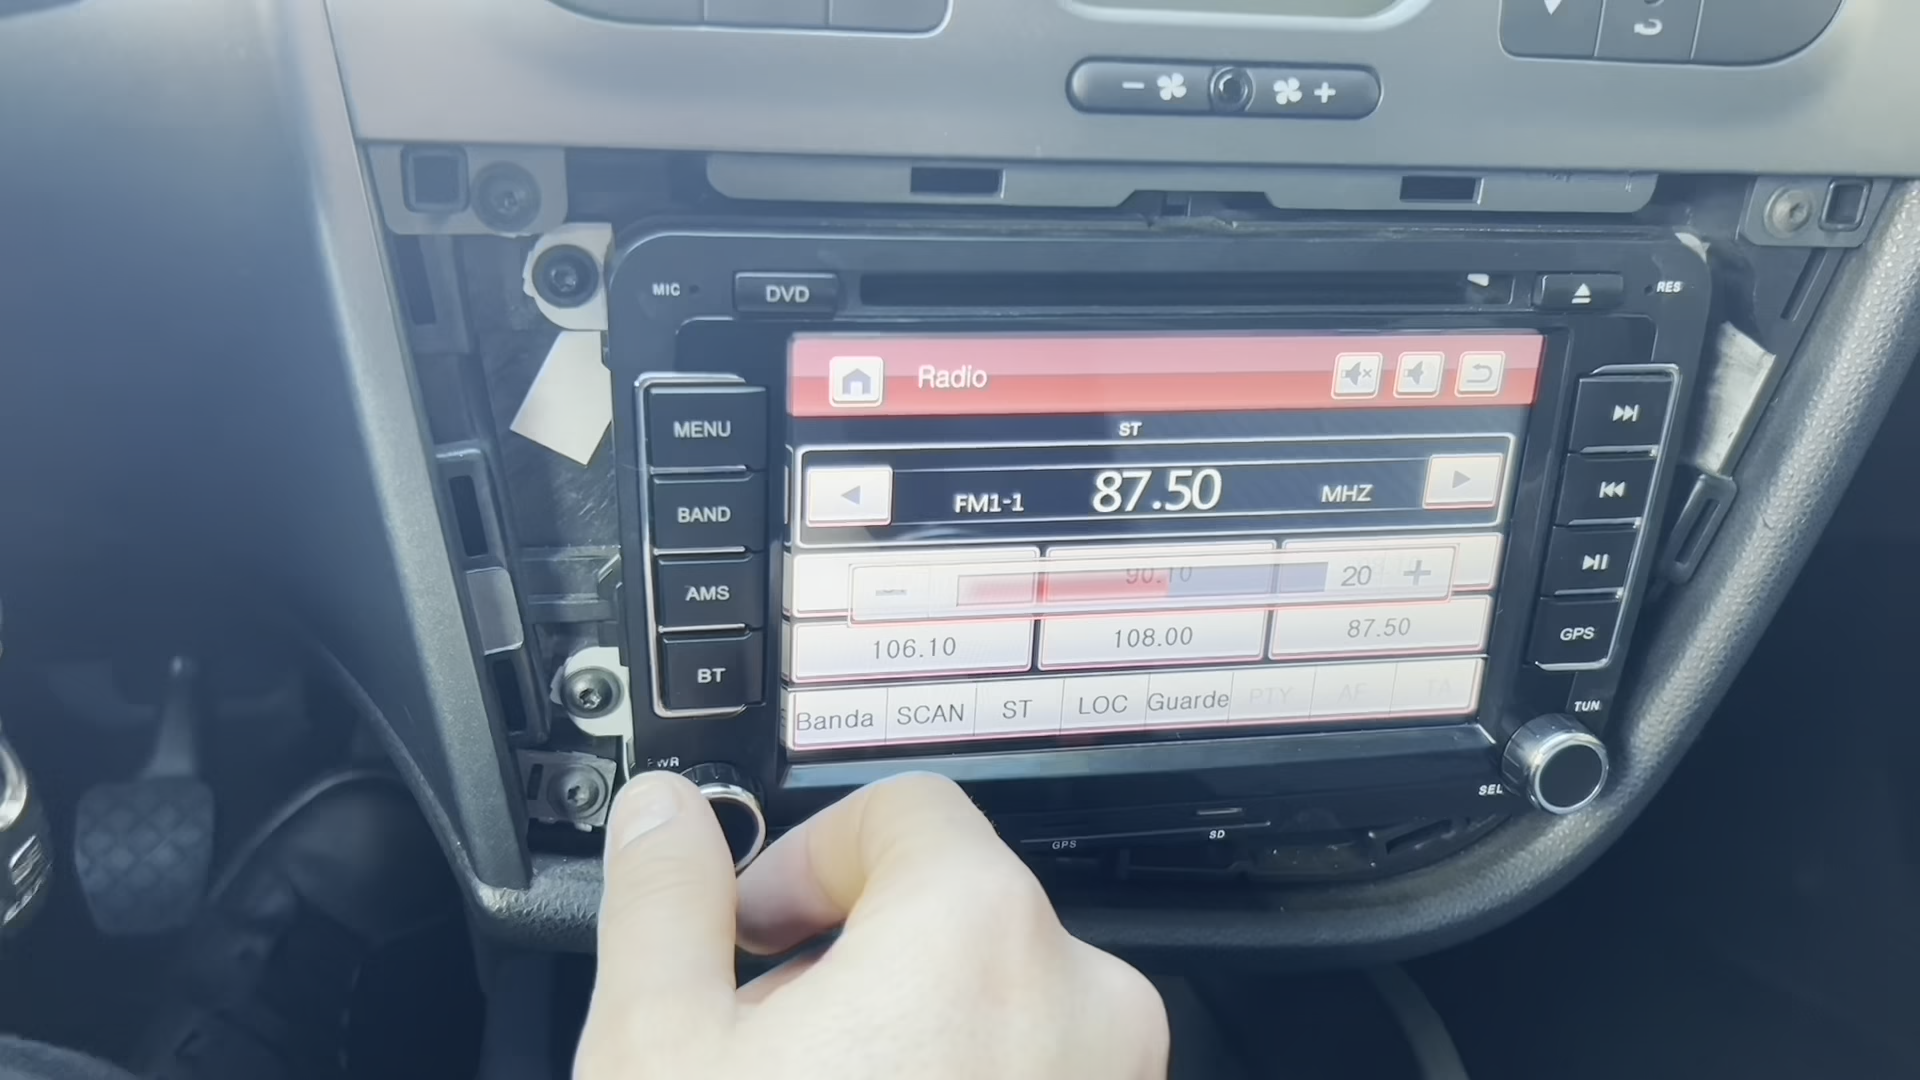 MIC
DVD
RES
Radio
ST
MENU
FM1-1
87.50
MHZ
BAND
90.10
20
AMS
106.10
108.00
87.50
GPS
BT
Banda
SCAN
ST
LOC
Guarde
PTY
AF
TA
TUN
PWR
SEL
GPS
SD